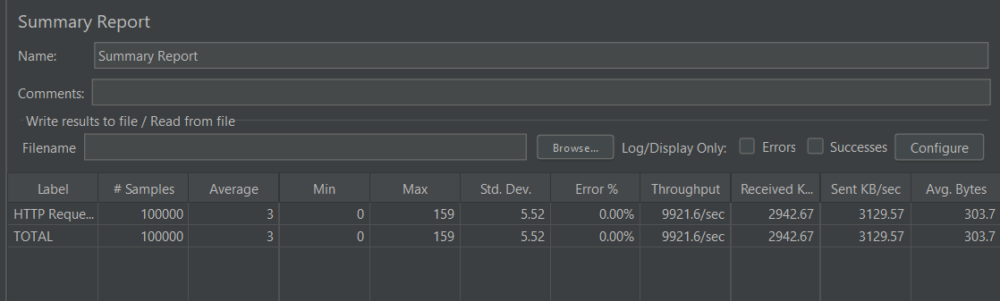 Summary Report
Name: Summary Report
Comments:
Write results to file / Read from file
Filename Browse... Log/Display Only: Errors Successes Configure
Label # Samples Average Min Max Std. Dev. Error % Throughput Received K... Sent KB/sec Avg. Bytes
HTTP Reque... 100000 3 0 159 5.52 0.00% 9921.6/sec 2942.67 3129.57 303.7
TOTAL 100000 3 0 159 5.52 0.00% 9921.6/sec 2942.67 3129.57 303.7